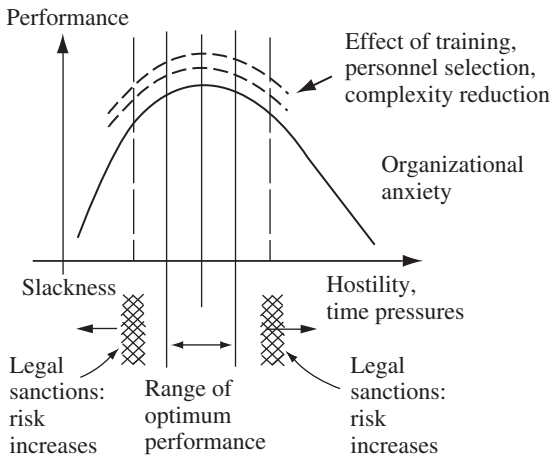 Performance
Effect of training,
personnel selection,
complexity reduction
Organizational
anxiety
Slackness
Hostility,
time pressures
Legal
sanctions:
risk
increases
Range of
optimum
performance
Legal
sanctions:
risk
increases